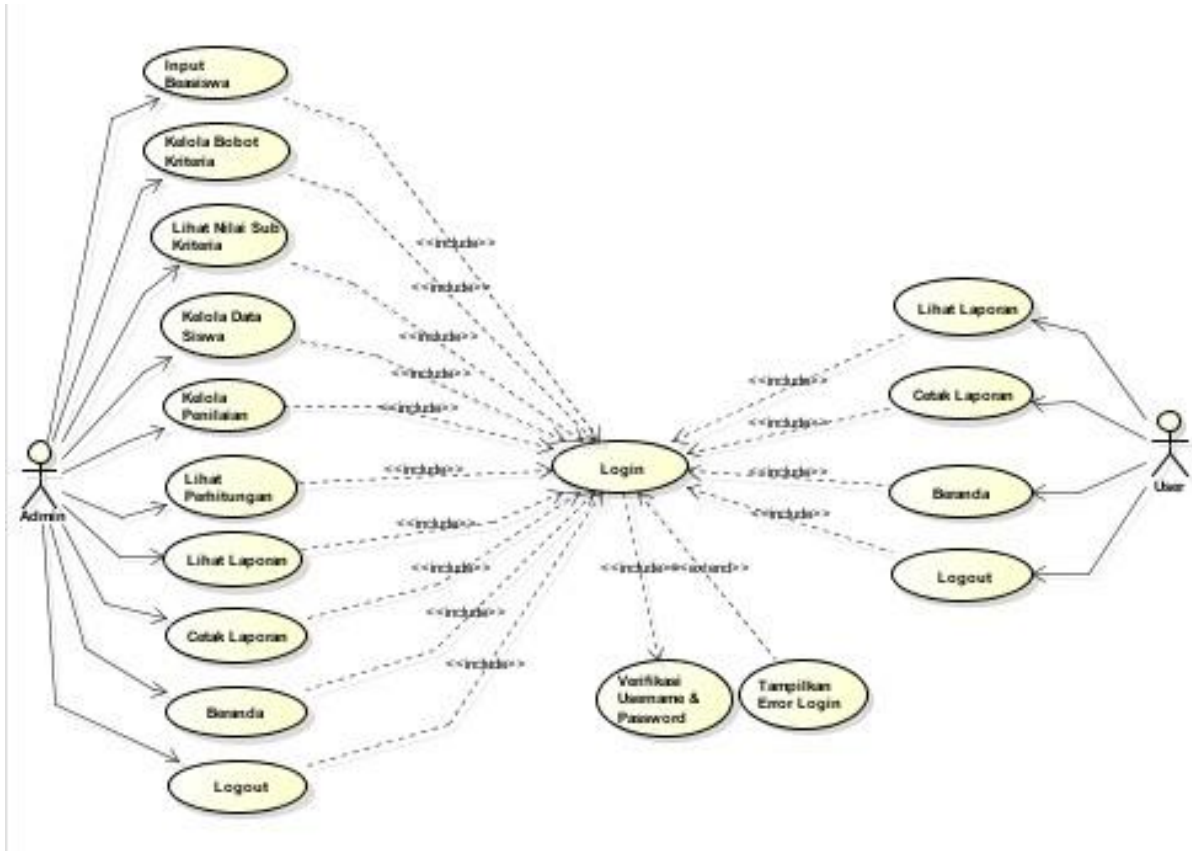 Input
Beasiswa
Kelola Bobot
Kriteria
Lihat Nilai Sub
Kriteria
Kelola Data
Siswa
Kelola
Penilaian
Lihat
Perhitungan
Lihat Laporan
Cetak Laporan
Beranda
Logout
Admin
<<include>>
<<include>>
<<include>>
<<include>>
<<include>>
<<include>>
<<include>>
<<include>>
<<include>>
<<include>>
Login
<<include>>
<<extend>>
Verifikasi
Username &
Password
Tampilkan
Error Login
<<include>>
<<include>>
<<include>>
<<include>>
Lihat Laporan
Cetak Laporan
Beranda
Logout
User